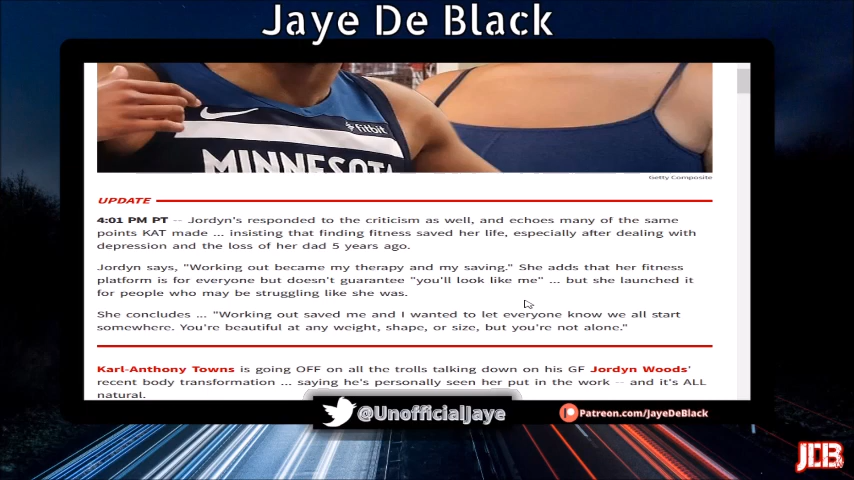 Jaye De Black
fitbit
MINNESOTA
Getty Composite
UPDATE
4:01 PM PT -- Jordyn's responded to the criticism as well, and echoes many of the same
points KAT made ... insisting that finding fitness saved her life, especially after dealing with
depression and the loss of her dad 5 years ago.
Jordyn says, "Working out became my therapy and my saving." She adds that her fitness
platform is for everyone but doesn't guarantee "you'll look like me" ... but she launched it
for people who may be struggling like she was.
She concludes ... "Working out saved me and I wanted to let everyone know we all start
somewhere. You're beautiful at any weight, shape, or size, but you're not alone."
Karl-Anthony Towns is going OFF on all the trolls talking down on his GF Jordyn Woods'
recent body transformation ... saying he's personally seen her put in the work -- and it's ALL
natural.
@UnofficialJaye
Patreon.com/JayeDeBlack
JDB